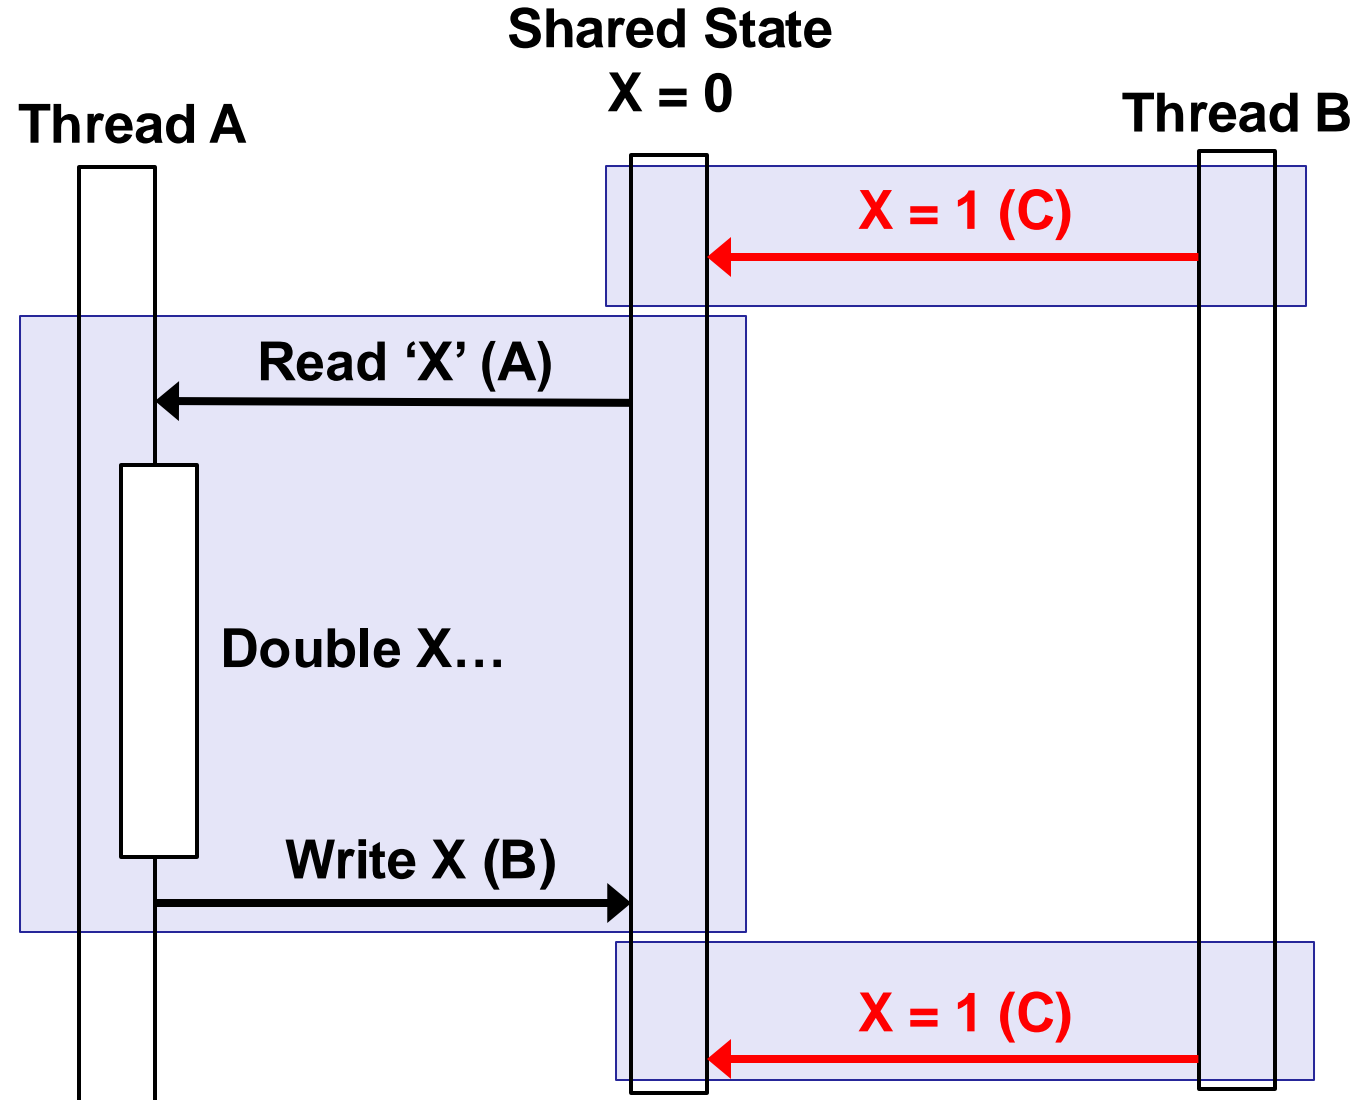 Shared State
X = 0
Thread A
Thread B
X = 1 (C)
Read ‘X’ (A)
Double X…
Write X (B)
X = 1 (C)